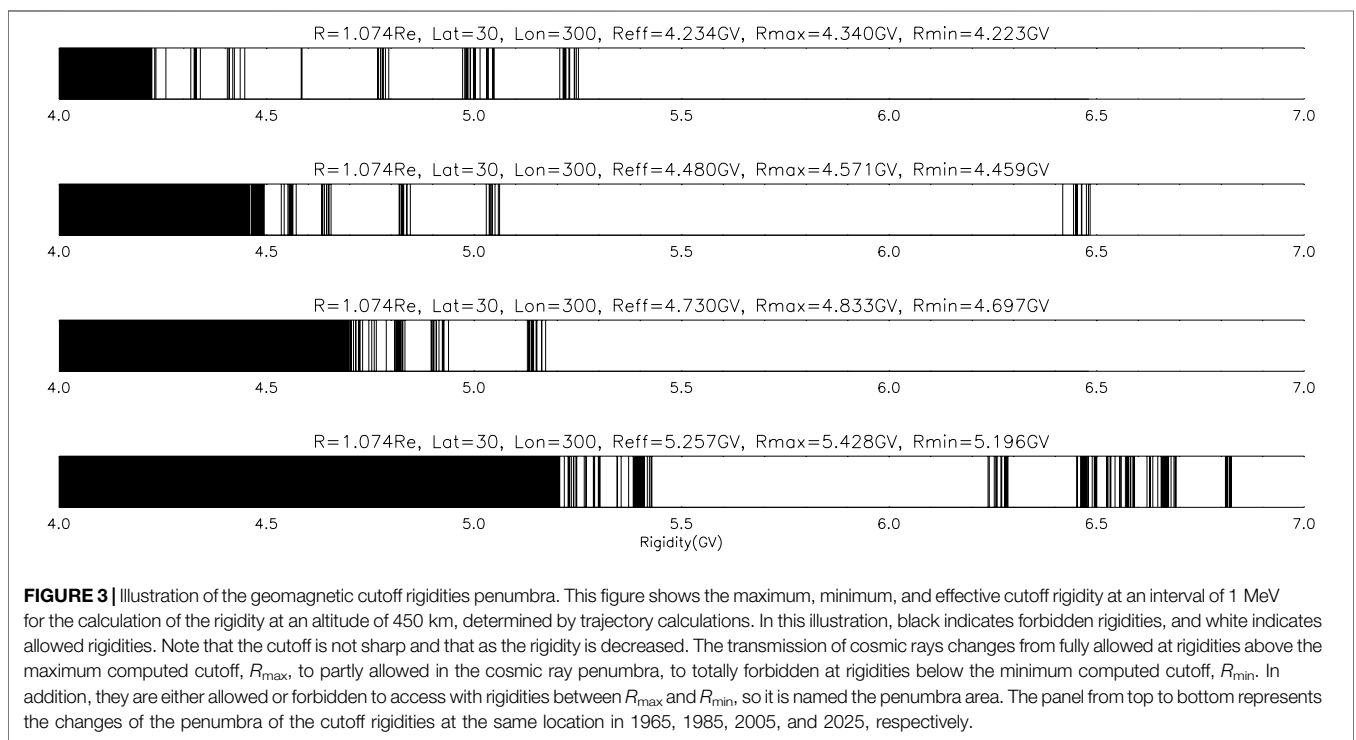 R=1.074Re, Lat=30, Lon=300, Reff=4.234GV, Rmax=4.340GV, Rmin=4.223GV
4.0 4.5 5.0 5.5 6.0 6.5 7.0
R=1.074Re, Lat=30, Lon=300, Reff=4.480GV, Rmax=4.571GV, Rmin=4.459GV
4.0 4.5 5.0 5.5 6.0 6.5 7.0
R=1.074Re, Lat=30, Lon=300, Reff=4.730GV, Rmax=4.833GV, Rmin=4.697GV
4.0 4.5 5.0 5.5 6.0 6.5 7.0
R=1.074Re, Lat=30, Lon=300, Reff=5.257GV, Rmax=5.428GV, Rmin=5.196GV
4.0 4.5 5.0 5.5 6.0 6.5 7.0
Rigidity(GV)
FIGURE 3 | Illustration of the geomagnetic cutoff rigidities penumbra. This figure shows the maximum, minimum, and effective cutoff rigidity at an interval of 1 MeV
for the calculation of the rigidity at an altitude of 450 km, determined by trajectory calculations. In this illustration, black indicates forbidden rigidities, and white indicates
allowed rigidities. Note that the cutoff is not sharp and that as the rigidity is decreased. The transmission of cosmic rays changes from fully allowed at rigidities above the
maximum computed cutoff, Rmax, to partly allowed in the cosmic ray penumbra, to totally forbidden at rigidities below the minimum computed cutoff, Rmin. In
addition, they are either allowed or forbidden to access with rigidities between Rmax and Rmin, so it is named the penumbra area. The panel from top to bottom represents
the changes of the penumbra of the cutoff rigidities at the same location in 1965, 1985, 2005, and 2025, respectively.